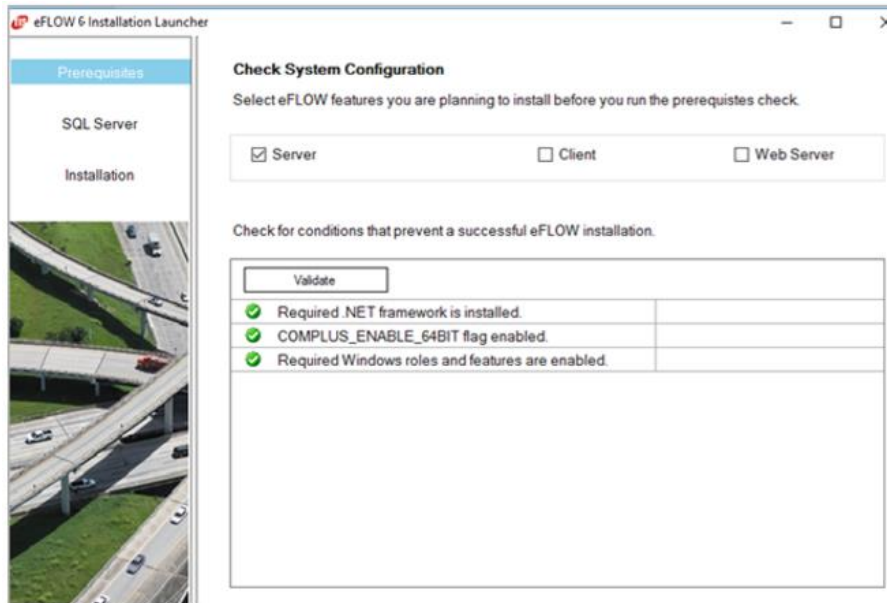 eFLOW 6 Installation Launcher
Prerequisites
SQL Server
Installation
Check System Configuration
Select eFLOW features you are planning to install before you run the prerequistes check.
Server
Client
Web Server
Check for conditions that prevent a successful eFLOW installation.
Validate
Required .NET framework is installed.
COMPLUS_ENABLE_64BIT flag enabled.
Required Windows roles and features are enabled.